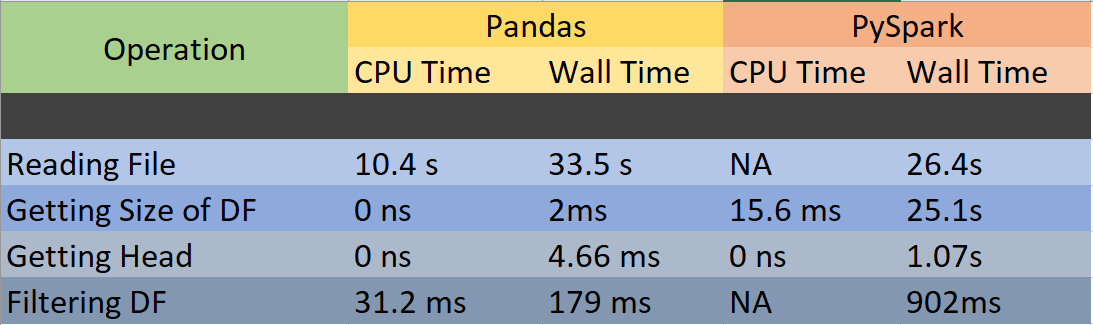 Operation Pandas PySpark
CPU Time Wall Time CPU Time Wall Time
Reading File 10.4 s 33.5 s NA 26.4s
Getting Size of DF 0 ns 2ms 15.6 ms 25.1s
Getting Head 0 ns 4.66 ms 0 ns 1.07s
Filtering DF 31.2 ms 179 ms NA 902ms